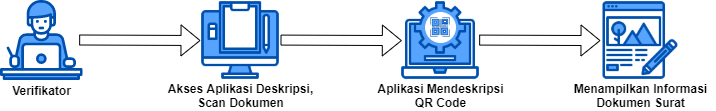 Verifikator
Akses Aplikasi Deskripsi,
Scan Dokumen
Aplikasi Mendeskripsi
QR Code
Menampilkan Informasi
Dokumen Surat